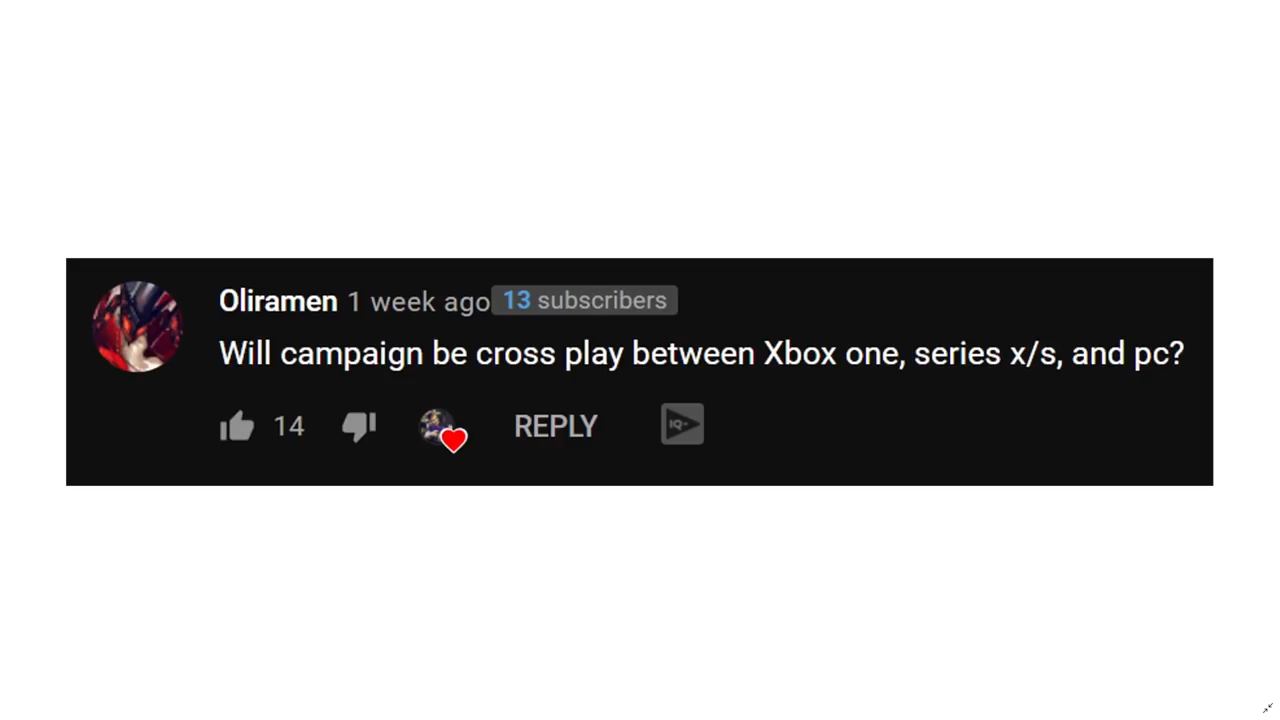 Oliramen 1 week ago 13 subscribers
Will campaign be cross play between Xbox one, series x/s, and pc?
14 REPLY IQ